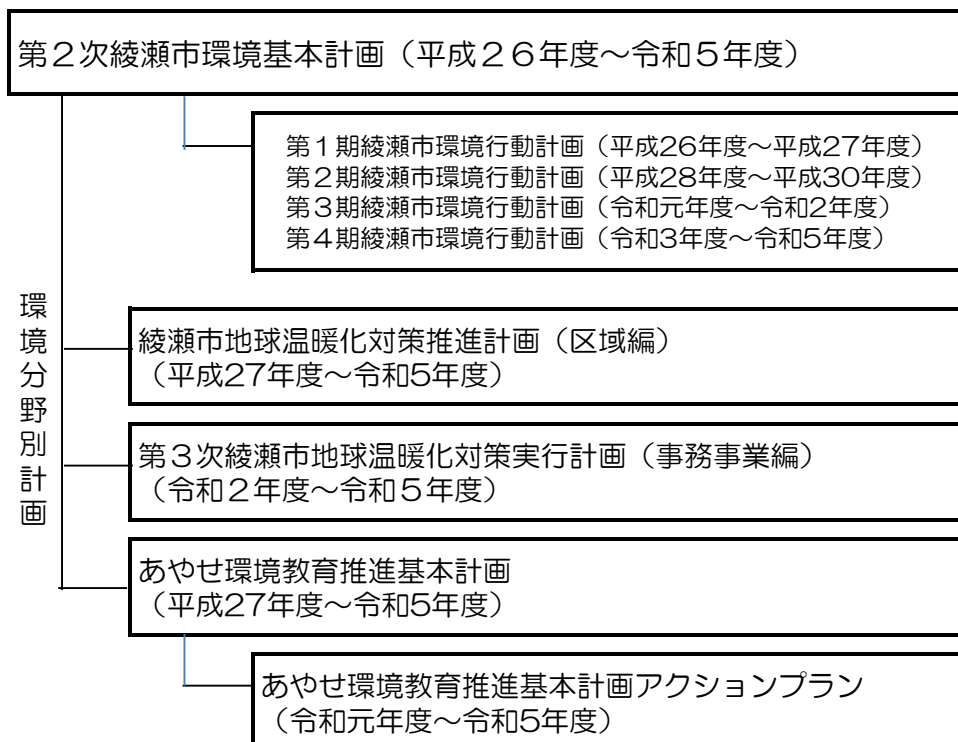 第２次綾瀬市環境基本計画（平成２６年度～令和５年度）
第１期綾瀬市環境行動計画（平成26年度～平成27年度）
第２期綾瀬市環境行動計画（平成28年度～平成30年度）
第３期綾瀬市環境行動計画（令和元年度～令和2年度）
第４期綾瀬市環境行動計画（令和3年度～令和5年度）
環境分野別計画
綾瀬市地球温暖化対策推進計画（区域編）
（平成27年度～令和5年度）
第３次綾瀬市地球温暖化対策実行計画（事務事業編）
（令和２年度～令和５年度）
あやせ環境教育推進基本計画
（平成27年度～令和5年度）
あやせ環境教育推進基本計画アクションプラン
（令和元年度～令和5年度）